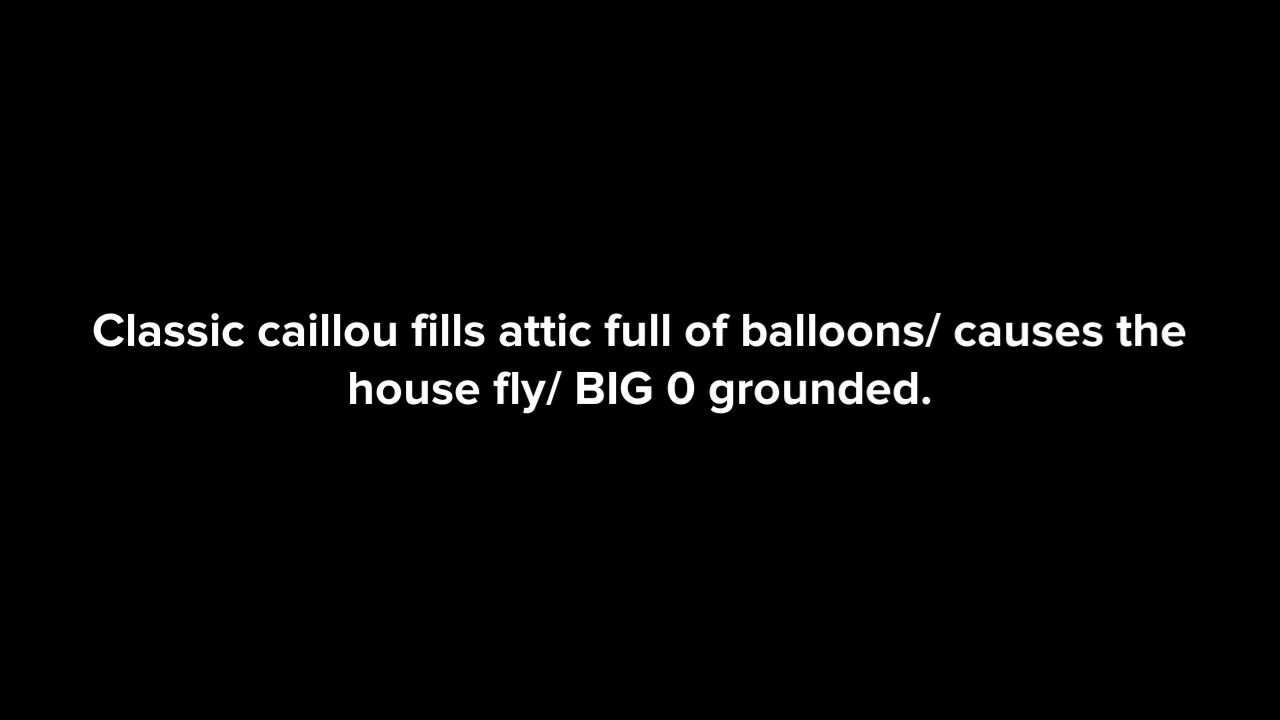 Classic caillou fills attic full of balloons/ causes the
house fly/ BIG 0 grounded.